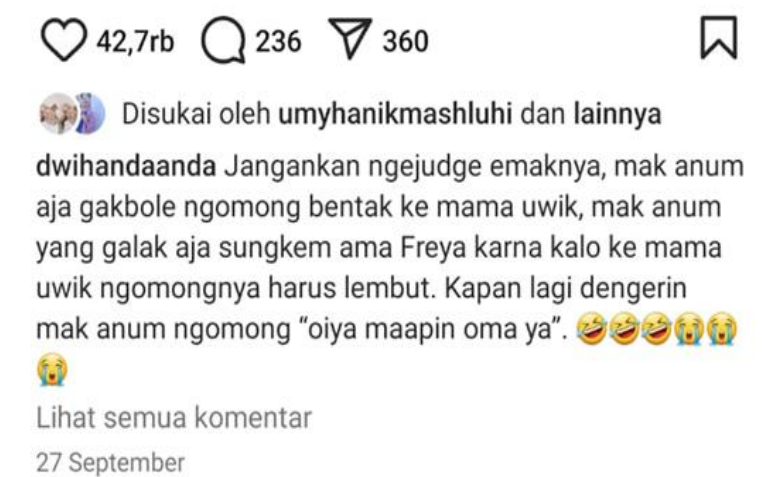 42,7rb 236 360
Disukai oleh umyhanikmashluhi dan lainnya
dwihandaanda Jangankan ngejudge emaknya, mak anum
aja gakbole ngomong bentak ke mama uwik, mak anum
yang galak aja sungkem ama Freya karna kalo ke mama
uwik ngomongnya harus lembut. Kapan lagi dengerin
mak anum ngomong “oiya maapin oma ya”. 🤣🤣🤣😭😭
😭
Lihat semua komentar
27 September